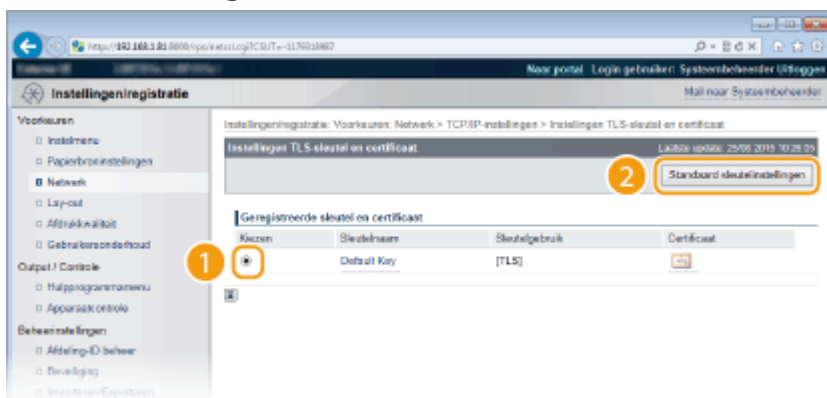 Naar portal Login gebruiker: Systeembeheerder Uitloggen
Instellingen/registratie
Mail naar Systeembeheerder
Voorkeuren
Instelmenu
Papierbroninstellingen
Netwerk
Lay-out
Afdrukkwaliteit
Gebruikersonderhoud
Output / Controle
Hulpprogrammamenu
Apparaatcontrole
Beheerinstellingen
Afdeling-ID beheer
Beveiliging
Importeren/Exporteren
Instellingen/registratie: Voorkeuren: Netwerk > TCP/IP-instellingen > Instellingen TLS-sleutel en certificaat
Instellingen TLS-sleutel en certificaat
Laatste update: 25/05 2015 10:26:05
2
Standaard sleutelinstellingen
Geregistreerde sleutel en certificaat
Kiezen Sleutelnaam Sleutelgebruik Certificaat
1
Default Key [TLS]